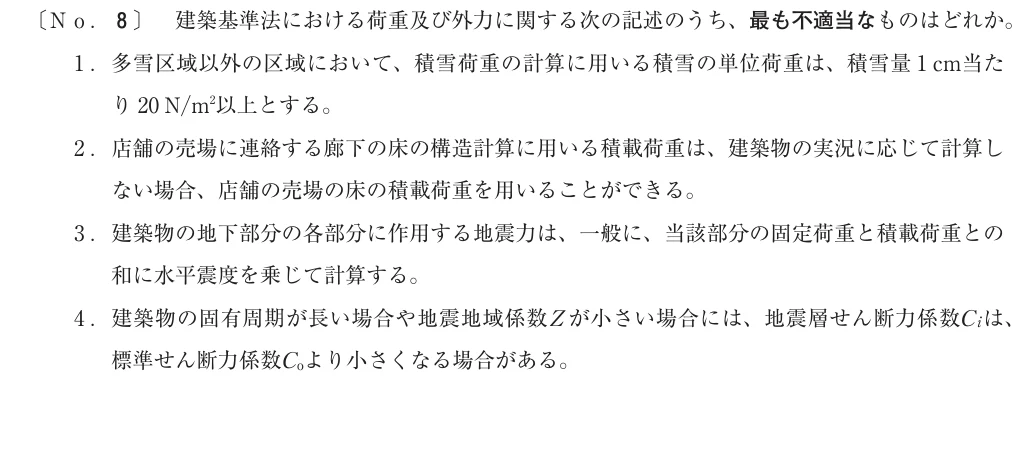 〔Ｎｏ．8〕　建築基準法における荷重及び外力に関する次の記述のうち、最も不適当なものはどれか。
1．多雪区域以外の区域において、積雪荷重の計算に用いる積雪の単位荷重は、積雪量1cm当た
り20N/m²以上とする。
2．店舗の売場に連絡する廊下の床の構造計算に用いる積載荷重は、建築物の実況に応じて計算し
ない場合、店舗の売場の床の積載荷重を用いることができる。
3．建築物の地下部分の各部分に作用する地震力は、一般に、当該部分の固定荷重と積載荷重との
和に水平震度を乗じて計算する。
4．建築物の固有周期が長い場合や地震地域係数Zが小さい場合には、地震層せん断力係数Ciは、
標準せん断力係数Coより小さくなる場合がある。